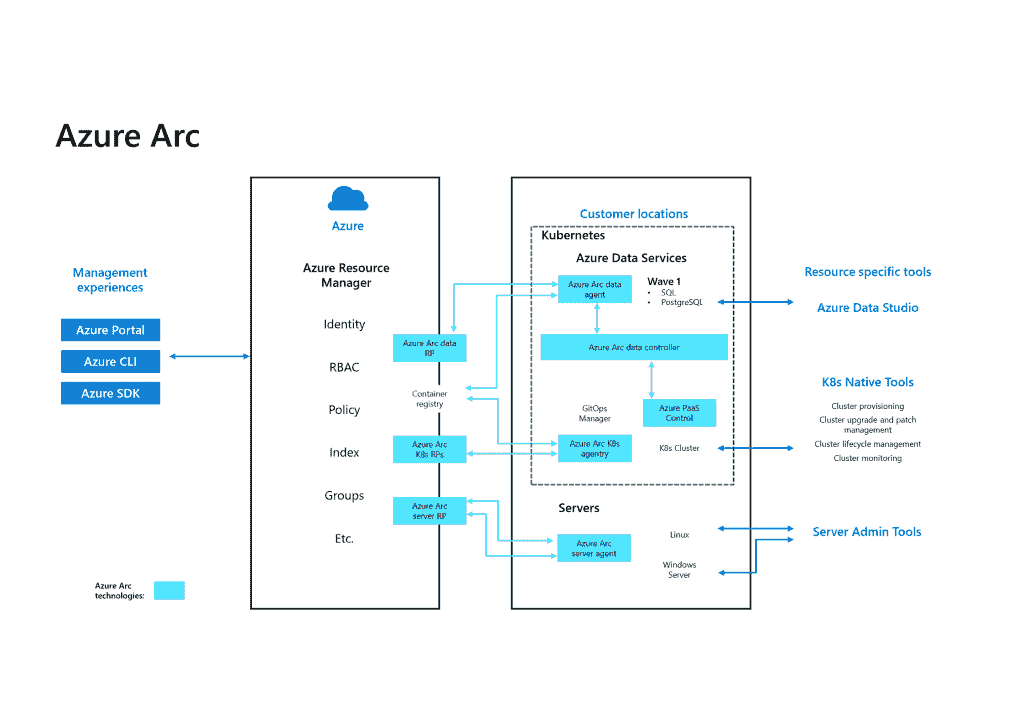 Azure Arc
Management
experiences
Azure Portal
Azure CLI
Azure SDK
Azure Arc
technologies:
Azure
Azure Resource
Manager
Identity
RBAC
Policy
Index
Groups
Etc.
Azure Arc data
RP
Container
registry
Azure Arc
K8s RPs
Azure Arc
server RP
Customer locations
Kubernetes
Azure Data Services
Azure Arc data
agent
Wave 1
• SQL
• PostgreSQL
Azure Arc data controller
GitOps
Manager
Azure PaaS
Control
Azure Arc K8s
agentry
K8s Cluster
Servers
Azure Arc
server agent
Linux
Windows
Server
Resource specific tools
Azure Data Studio
K8s Native Tools
Cluster provisioning
Cluster upgrade and patch
management
Cluster lifecycle management
Cluster monitoring
Server Admin Tools